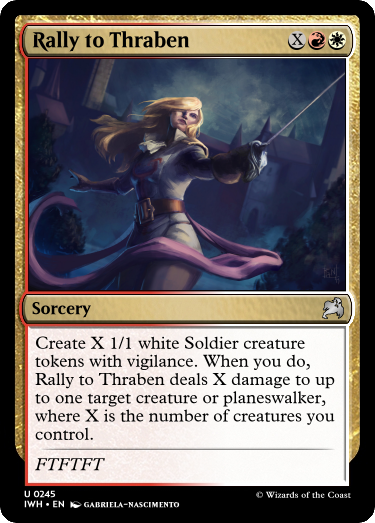 Rally to Thraben X
Sorcery
Create X 1/1 white Soldier creature
tokens with vigilance. When you do,
Rally to Thraben deals X damage to up
to one target creature or planeswalker,
where X is the number of creatures you
control.
FTFTFT
U 0245
IWH • EN GABRIELA-NASCIMENTO
© Wizards of the Coast